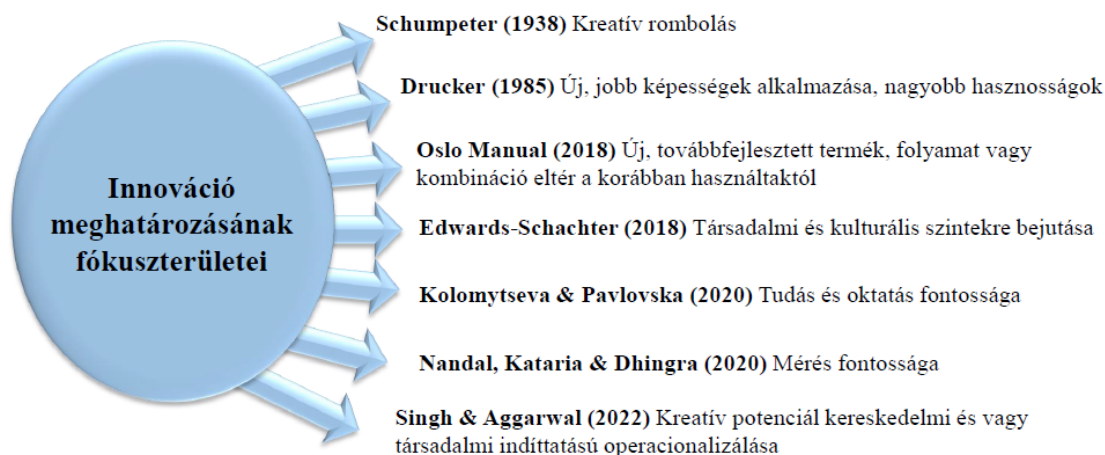 Innováció
meghatározásának
fókuszterületei
Schumpeter (1938) Kreatív rombolás
Drucker (1985) Új, jobb képességek alkalmazása, nagyobb hasznosságok
Oslo Manual (2018) Új, továbbfejlesztett termék, folyamat vagy
kombináció eltér a korábban használtaktól
Edwards-Schachter (2018) Társadalmi és kulturális szintekre bejutása
Kolomytseva & Pavlovska (2020) Tudás és oktatás fontossága
Nandal, Kataria & Dhingra (2020) Mérés fontossága
Singh & Aggarwal (2022) Kreatív potenciál kereskedelmi és vagy
társadalmi indíttatású operacionalizálása